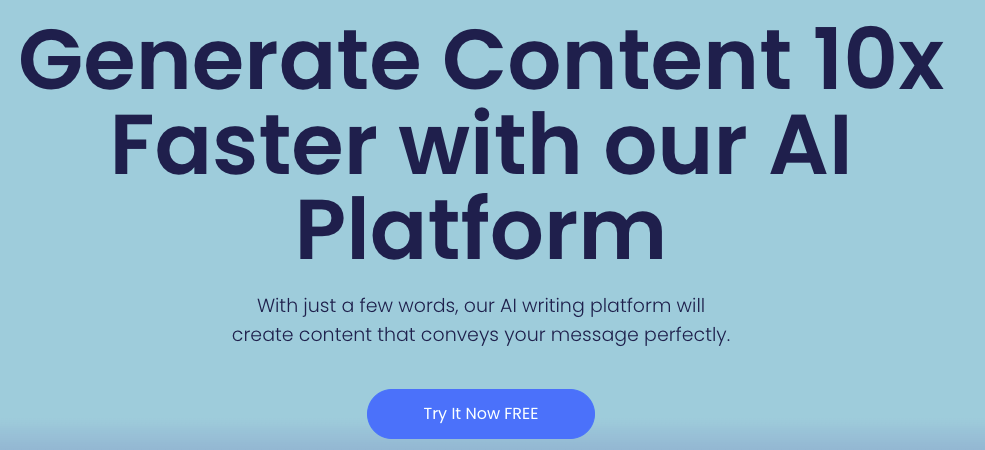 Generate Content 10x
Faster with our AI
Platform
With just a few words, our AI writing platform will
create content that conveys your message perfectly.
Try It Now FREE